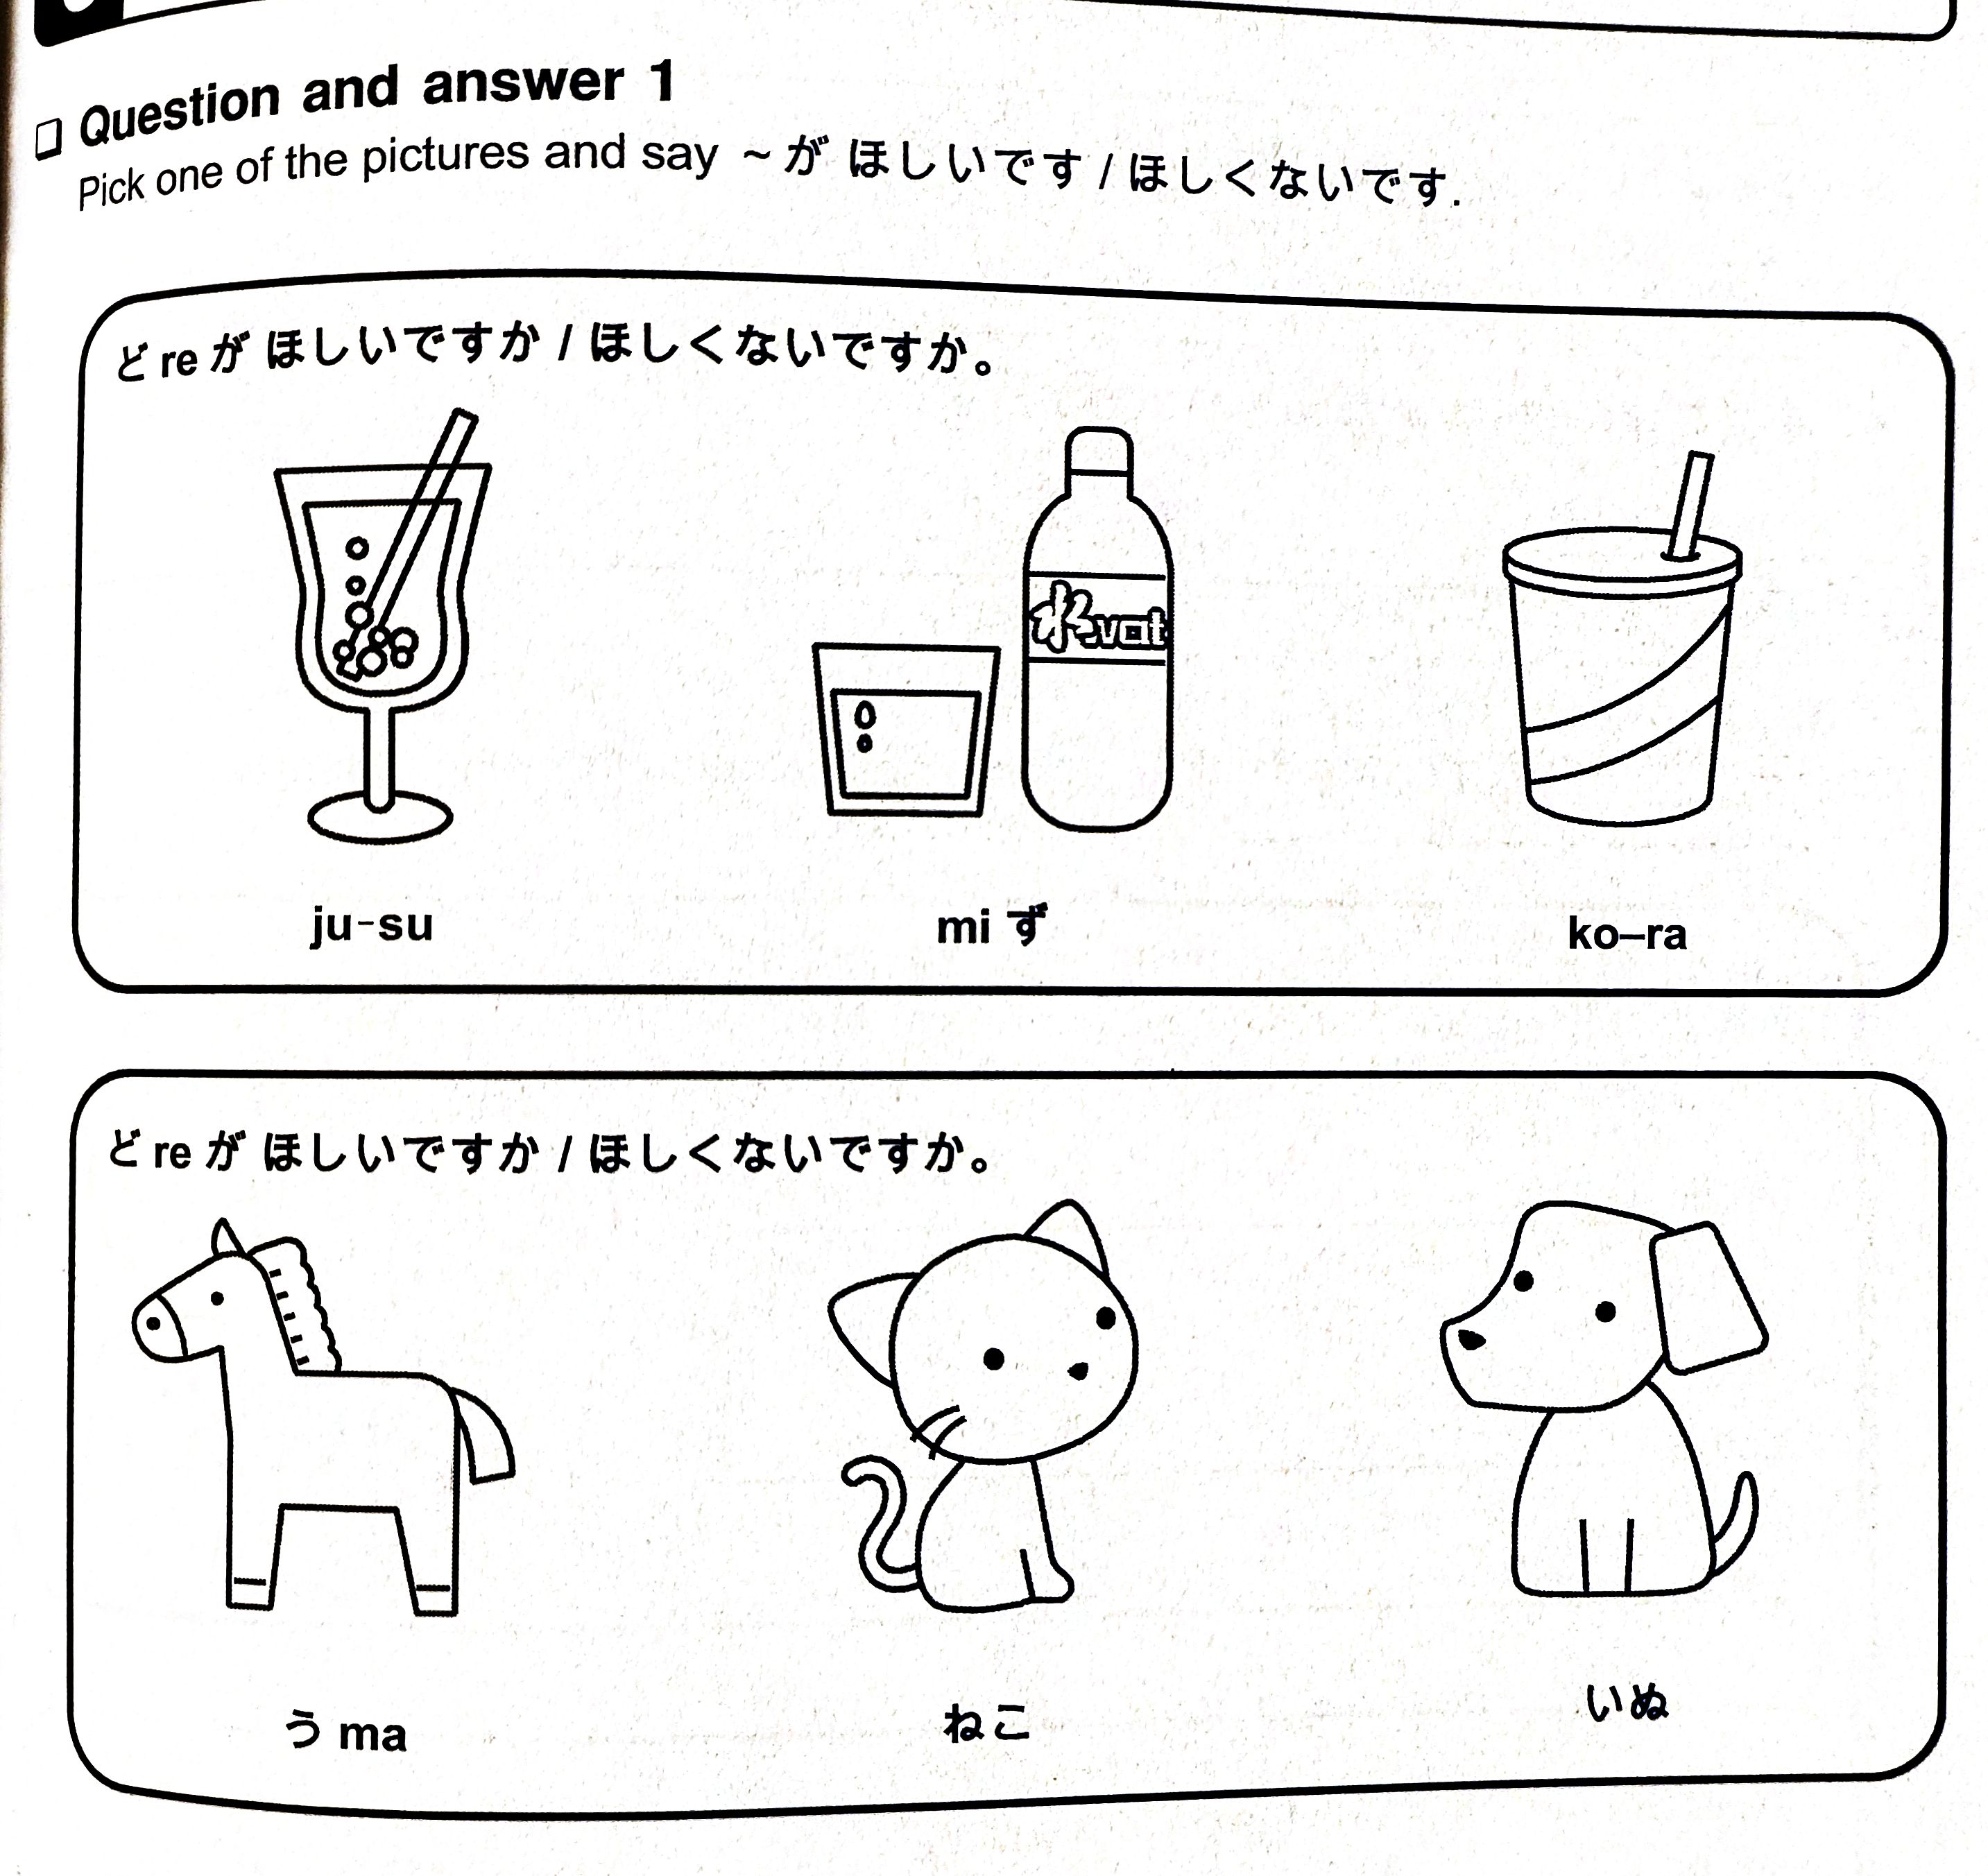 Question and answer 1
Pick one of the pictures and say ~が ほしいです / ほしくないです.
どreが ほしいですか / ほしくないですか。
水 wat
ju-su
mi ず
ko–ra
どreが ほしいですか / ほしくないですか。
う ma
ねこ
いぬ